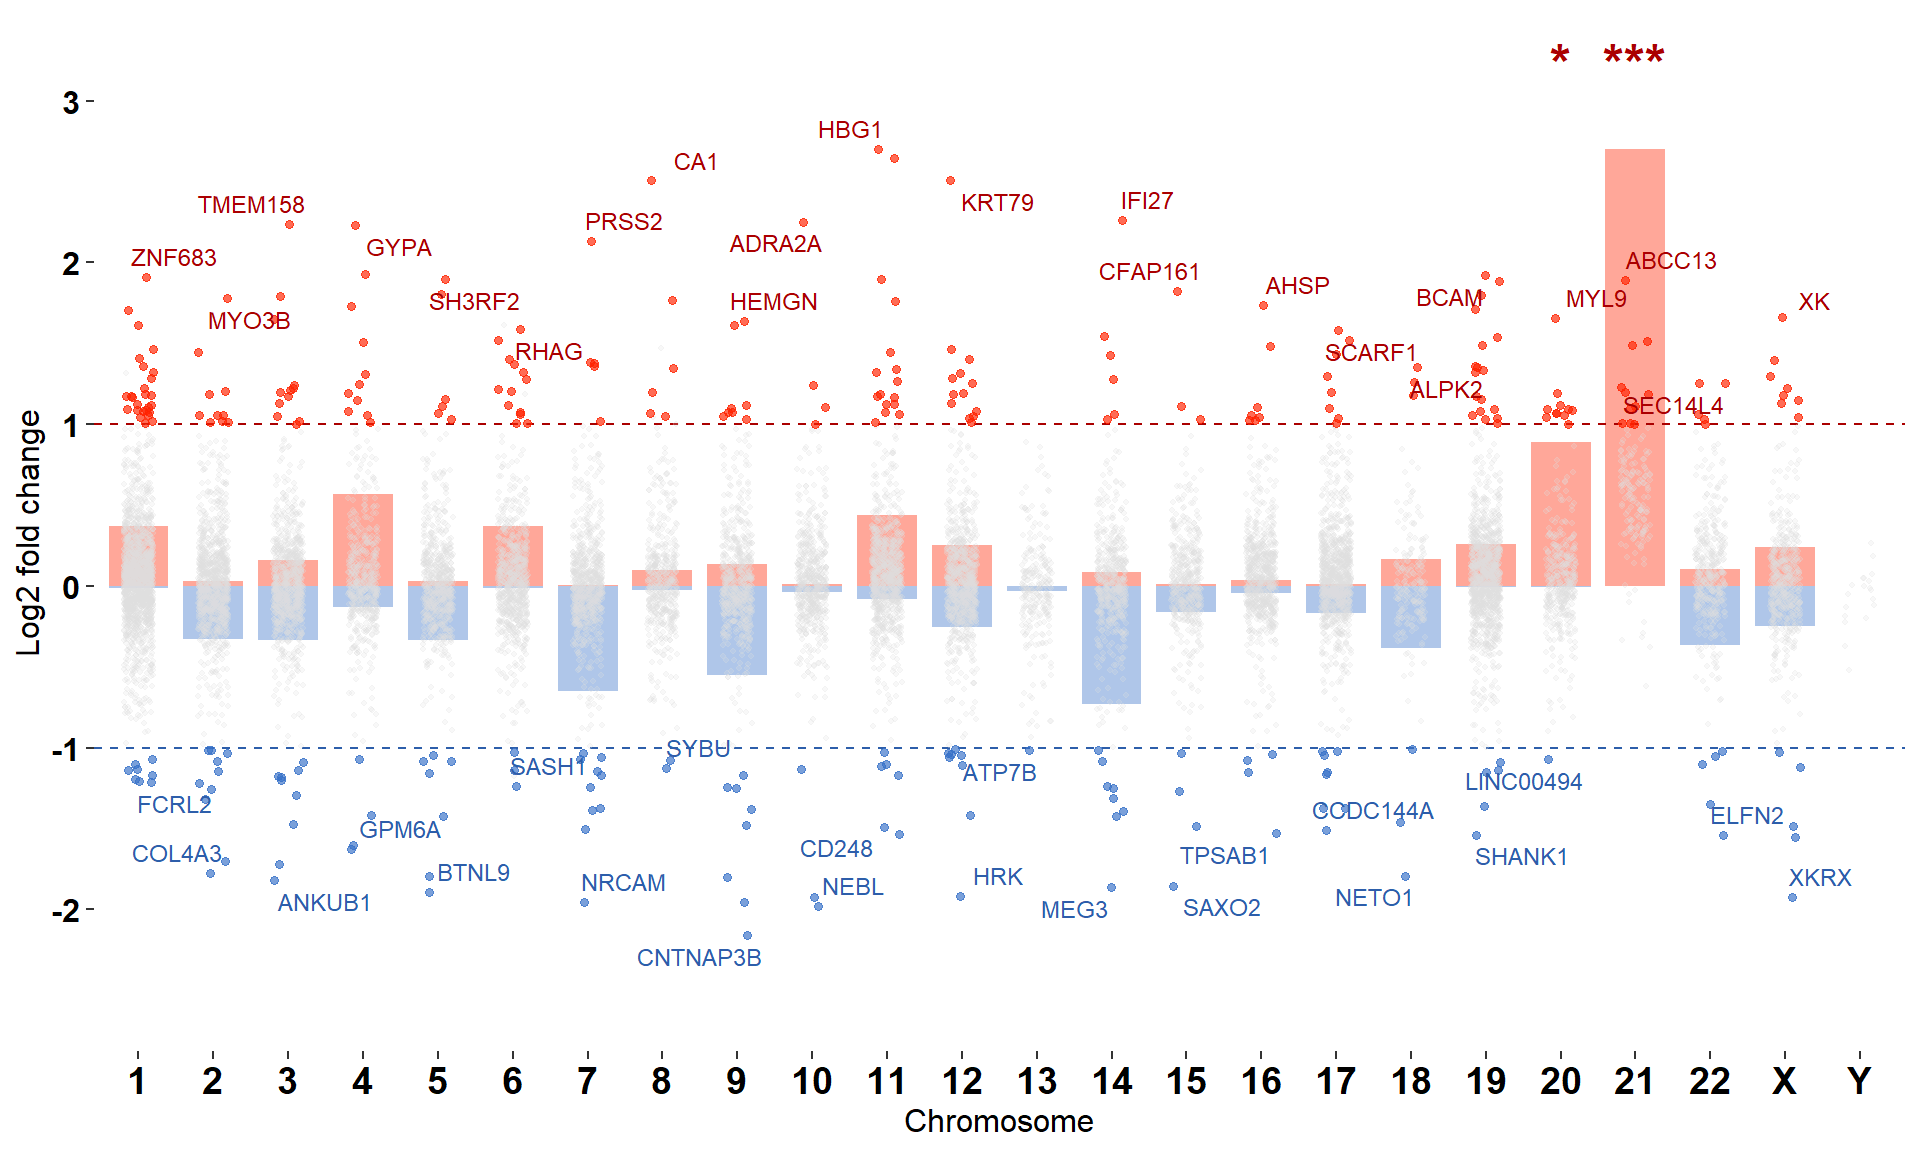 * ***
3
HBG1
CA1
TMEM158
IFI27
KRT79
PRSS2
GYPA
ADRA2A
ZNF683
ABCC13
2
CFAP161
AHSP
SH3RF2
HEMGN
BCAM
MYL9
XK
MYO3B
RHAG
SCARF1
ALPK2
SEC14L4
1
Log2 fold change
0
-1
SYBU
SASH1
ATP7B
LINC00494
FCRL2
CCDC144A
ELFN2
GPM6A
COL4A3
CD248
TPSAB1
SHANK1
BTNL9
NRCAM
NEBL
HRK
XKRX
ANKUB1
MEG3
SAXO2
NETO1
-2
CNTNAP3B
1 2 3 4 5 6 7 8 9 10 11 12 13 14 15 16 17 18 19 20 21 22 X Y
Chromosome